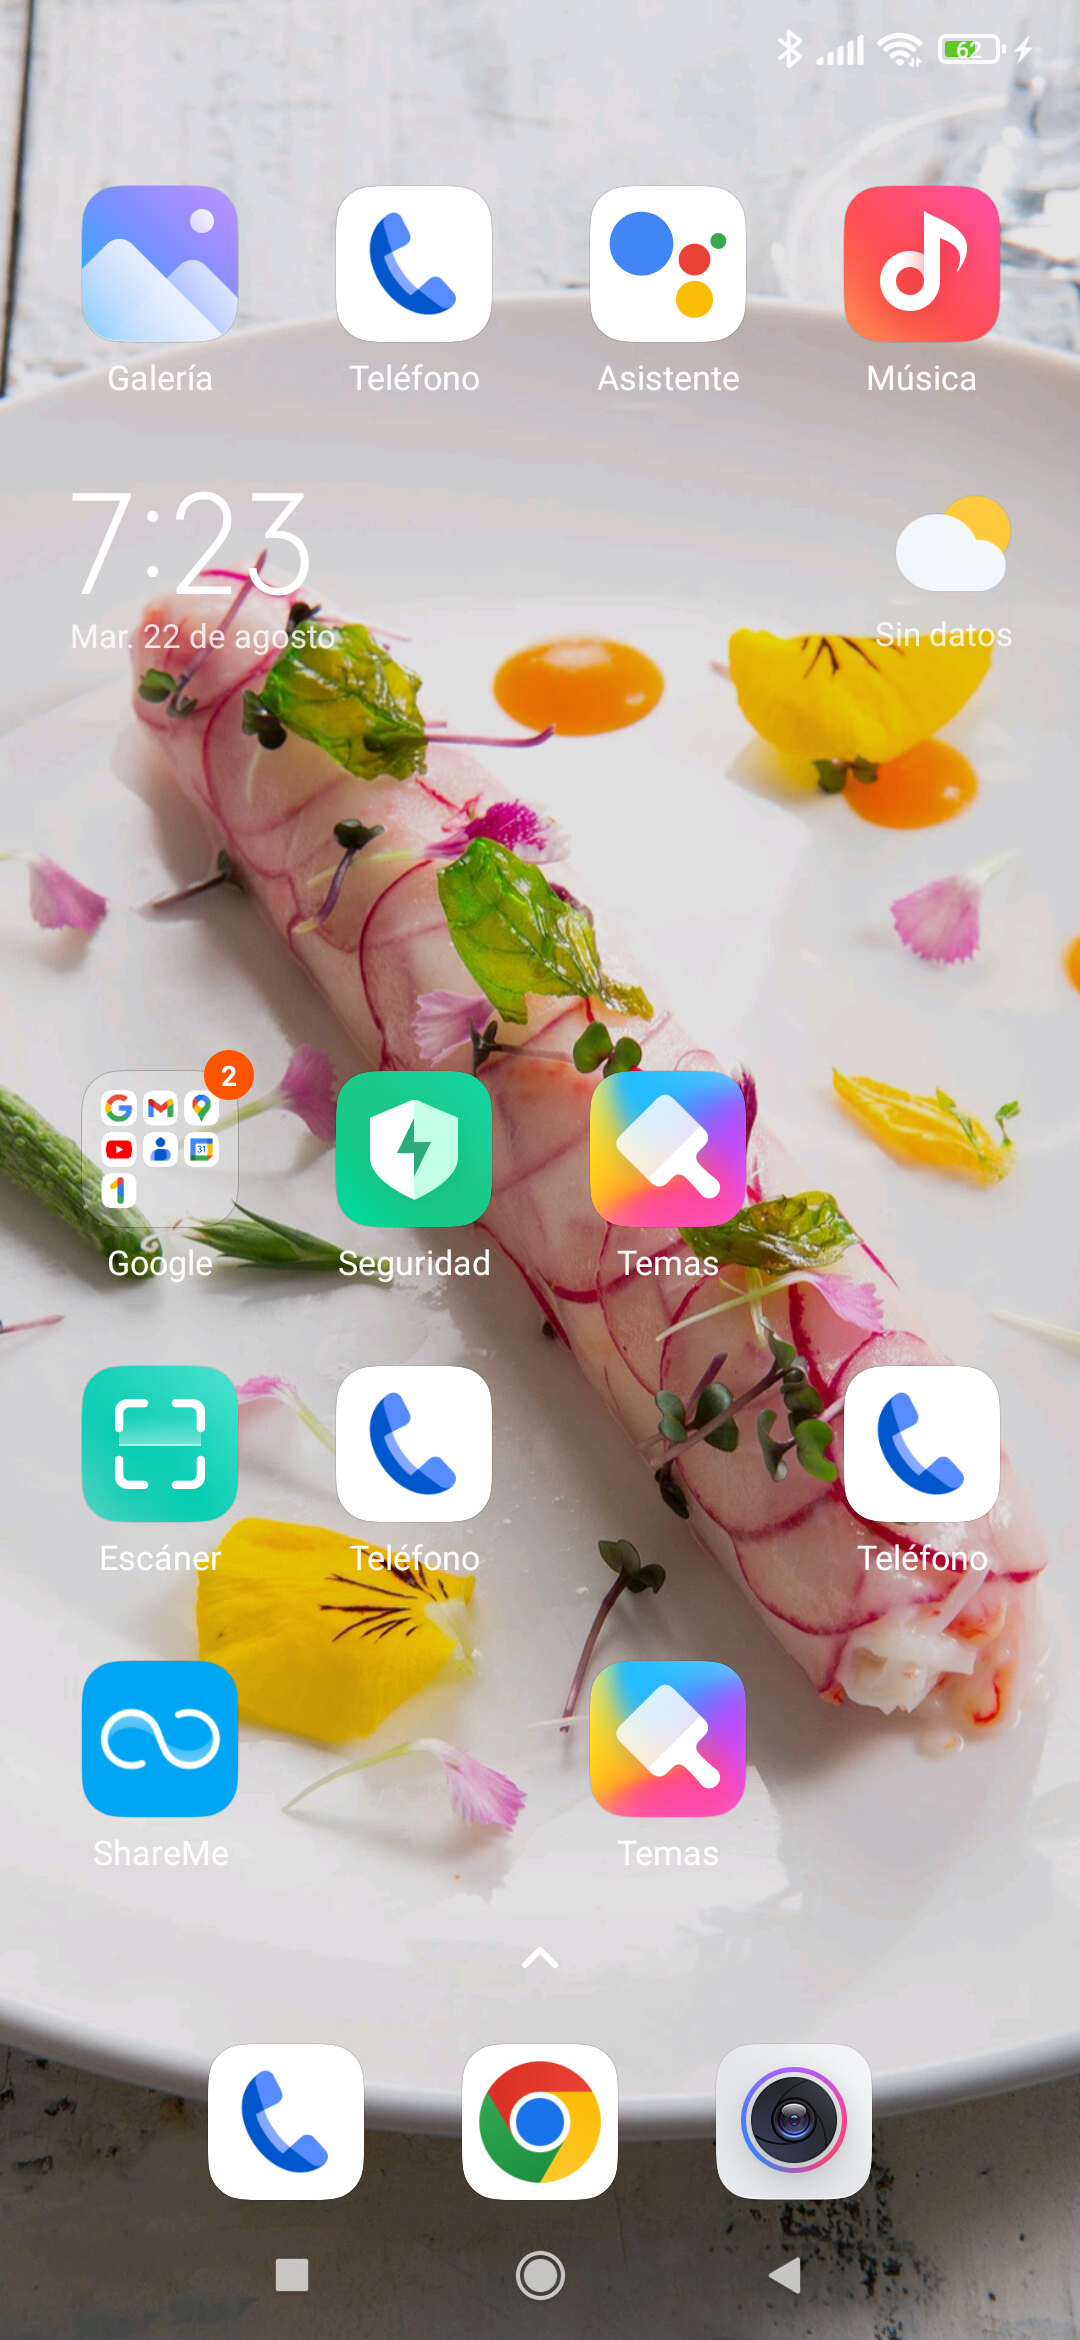 62
Galería
Teléfono
Asistente
Música
7:23
Mar. 22 de agosto
Sin datos
2
31
Google
Seguridad
Temas
Escáner
Teléfono
Teléfono
ShareMe
Temas